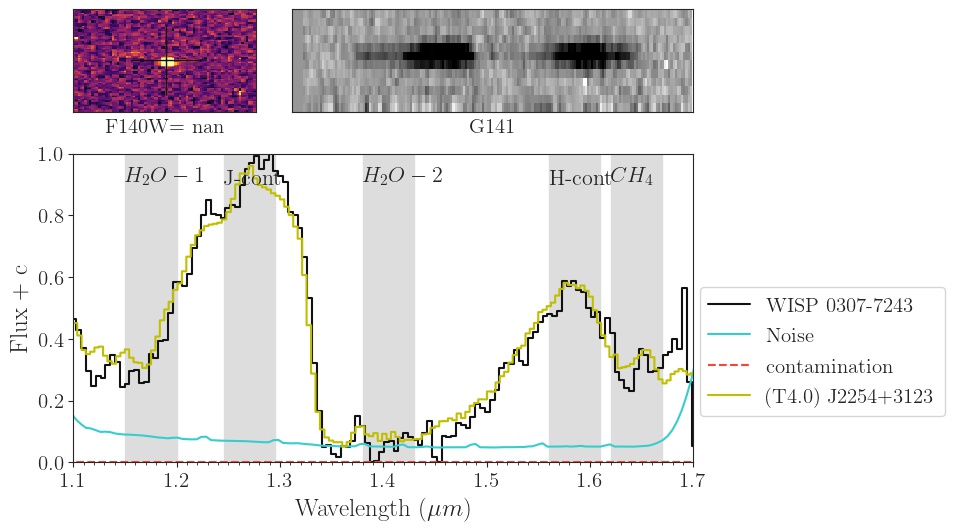 F140W= nan
G141
H₂O − 1
J-cont
H₂O − 2
H-cont
CH₄
1.0
0.8
0.6
0.4
0.2
0.0
Flux + c
1.1
1.2
1.3
1.4
1.5
1.6
1.7
Wavelength (μm)
WISP 0307-7243
Noise
contamination
(T4.0) J2254+3123